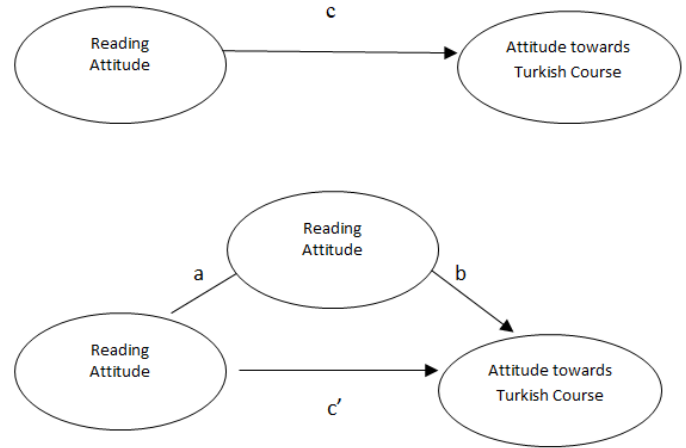 c
Reading
Attitude
Attitude towards
Turkish Course
Reading
Attitude
a
b
Reading
Attitude
Attitude towards
Turkish Course
c’